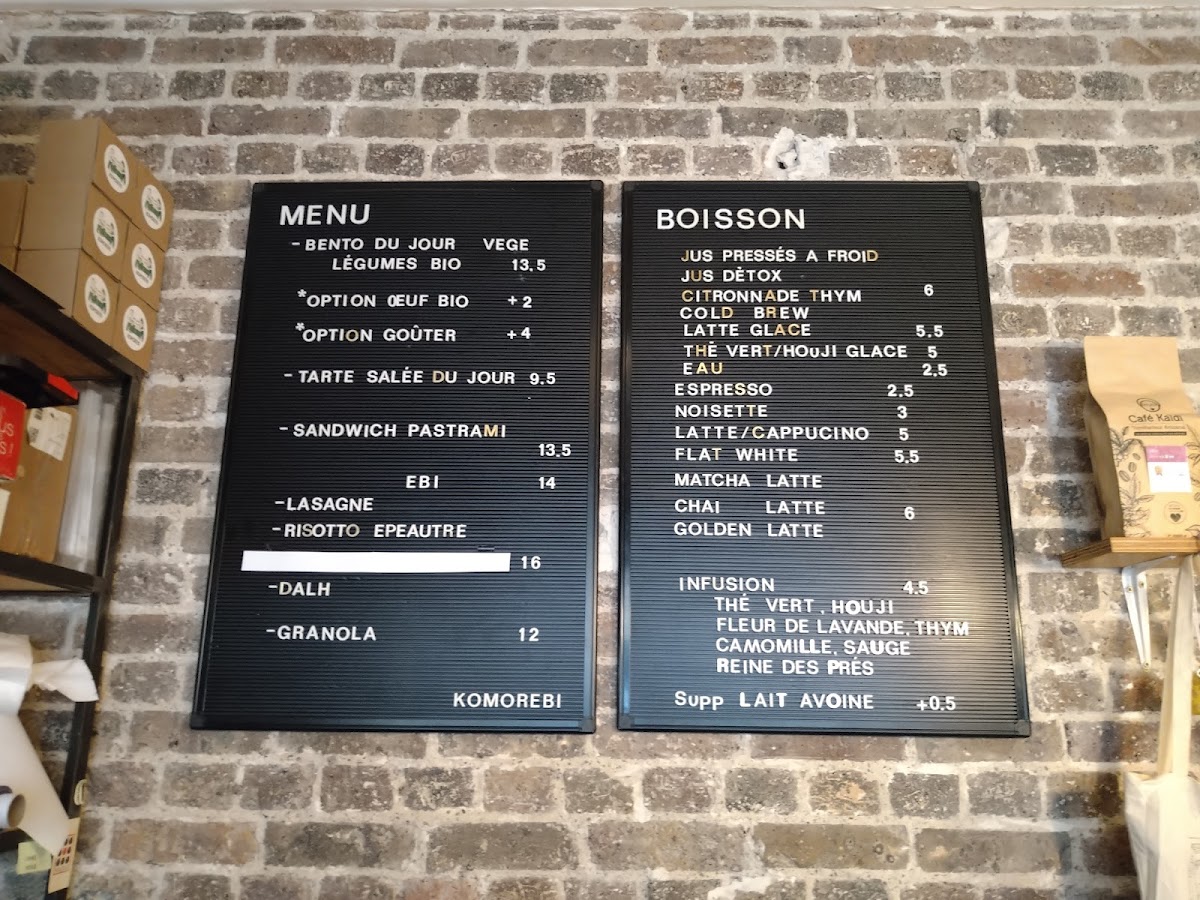 MENU
- BENTO DU JOUR VEGE
LÉGUMES BIO 13,5
*OPTION ŒUF BIO +2
*OPTION GOÛTER +4
- TARTE SALÉE DU JOUR 9.5
- SANDWICH PASTRAMI
13.5
EBI 14
-LASAGNE
-RISOTTO EPEAUTRE
16
-DALH
-GRANOLA 12
KOMOREBI
BOISSON
JUS PRESSÉS A FROID
JUS DÉTOX
CITRONNADE THYM 6
COLD BREW
LATTE GLACE 5.5
THÉ VERT/HOUJI GLACE 5
EAU 2,5
ESPRESSO 2.5
NOISETTE 3
LATTE/CAPPUCINO 5
FLAT WHITE 5.5
MATCHA LATTE
CHAI LATTE 6
GOLDEN LATTE
INFUSION 4.5
THÉ VERT, HOUJI
FLEUR DE LAVANDE, THYM
CAMOMILLE, SAUGE
REINE DES PRÉS
Supp LAIT AVOINE +0.5
Café Kaldi